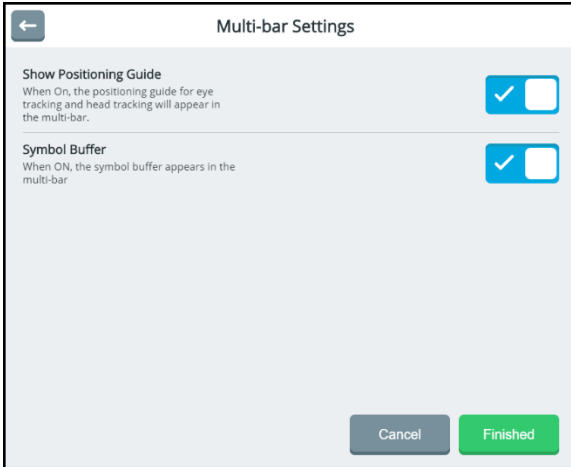 Multi-bar Settings
Show Positioning Guide
When On, the positioning guide for eye
tracking and head tracking will appear in
the multi-bar.
Symbol Buffer
When ON, the symbol buffer appears in the
multi-bar
Cancel
Finished